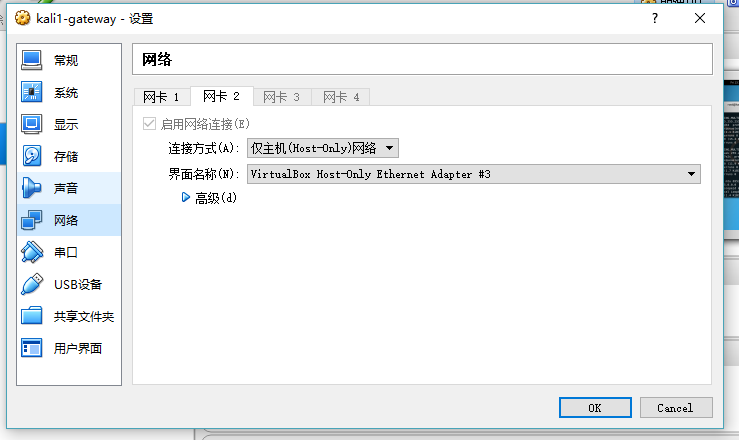 kali1-gateway - 设置
?
常规
系统
显示
存储
声音
网络
串口
USB设备
共享文件夹
用户界面
网络
网卡 1
网卡 2
网卡 3
网卡 4
启用网络连接(E)
连接方式(A): 仅主机(Host-Only)网络
界面名称(N): VirtualBox Host-Only Ethernet Adapter #3
高级(d)
OK
Cancel